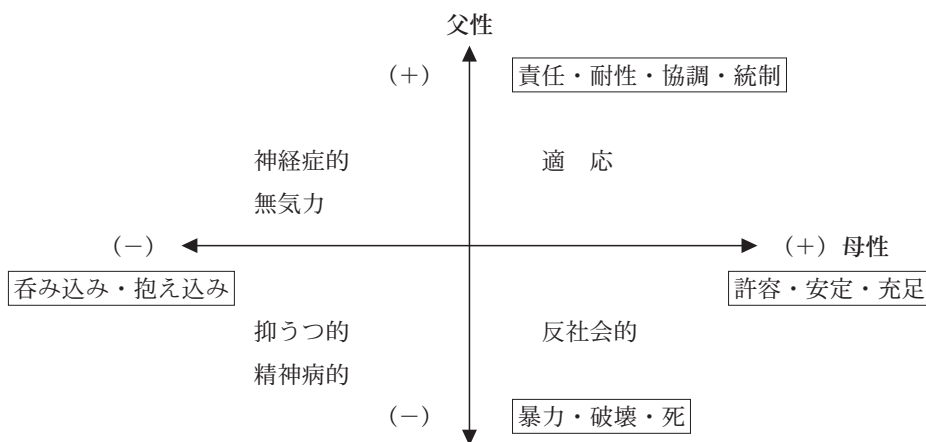 父性
（+） 責任・耐性・協調・統制
神経症的 適　応
無気力
（−） （+）母性
呑み込み・抱え込み 許容・安定・充足
抑うつ的 反社会的
精神病的
（−） 暴力・破壊・死